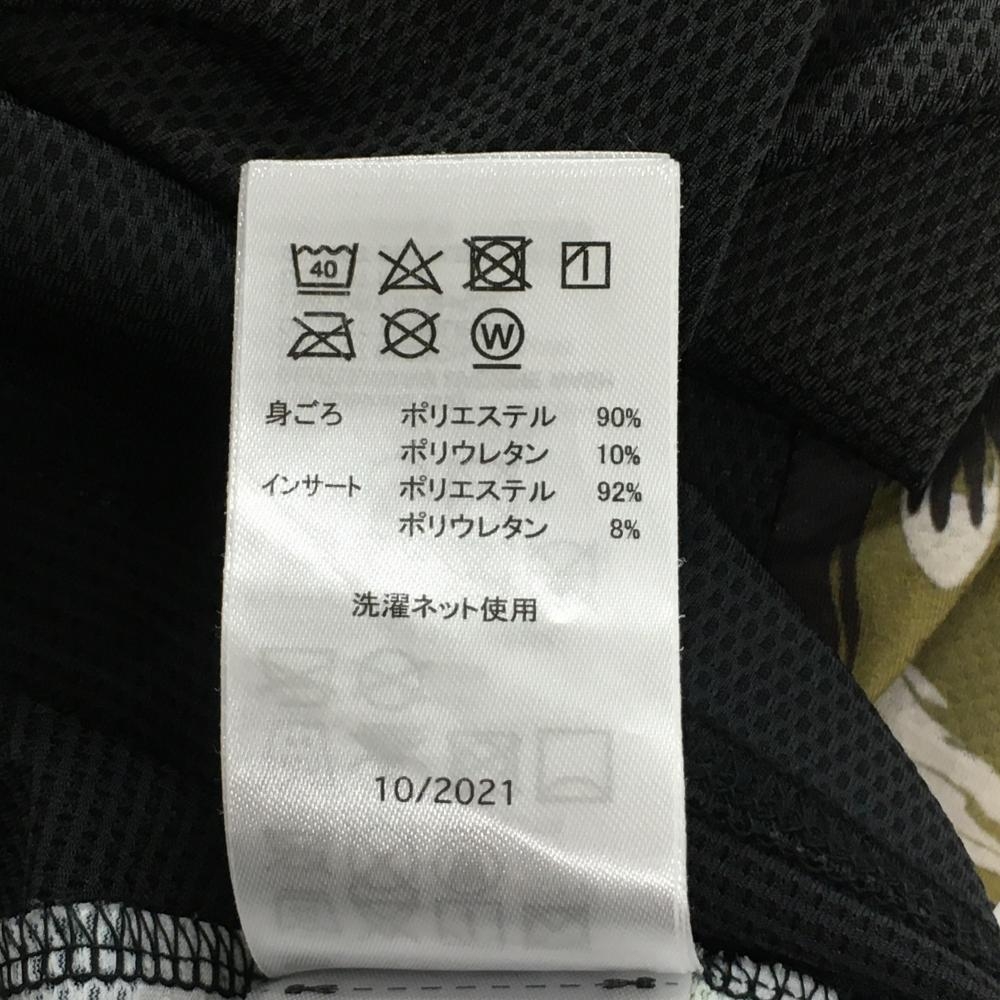 40
W
身ごろ ポリエステル 90%
ポリウレタン 10%
インサート ポリエステル 92%
ポリウレタン 8%
洗濯ネット使用
10/2021